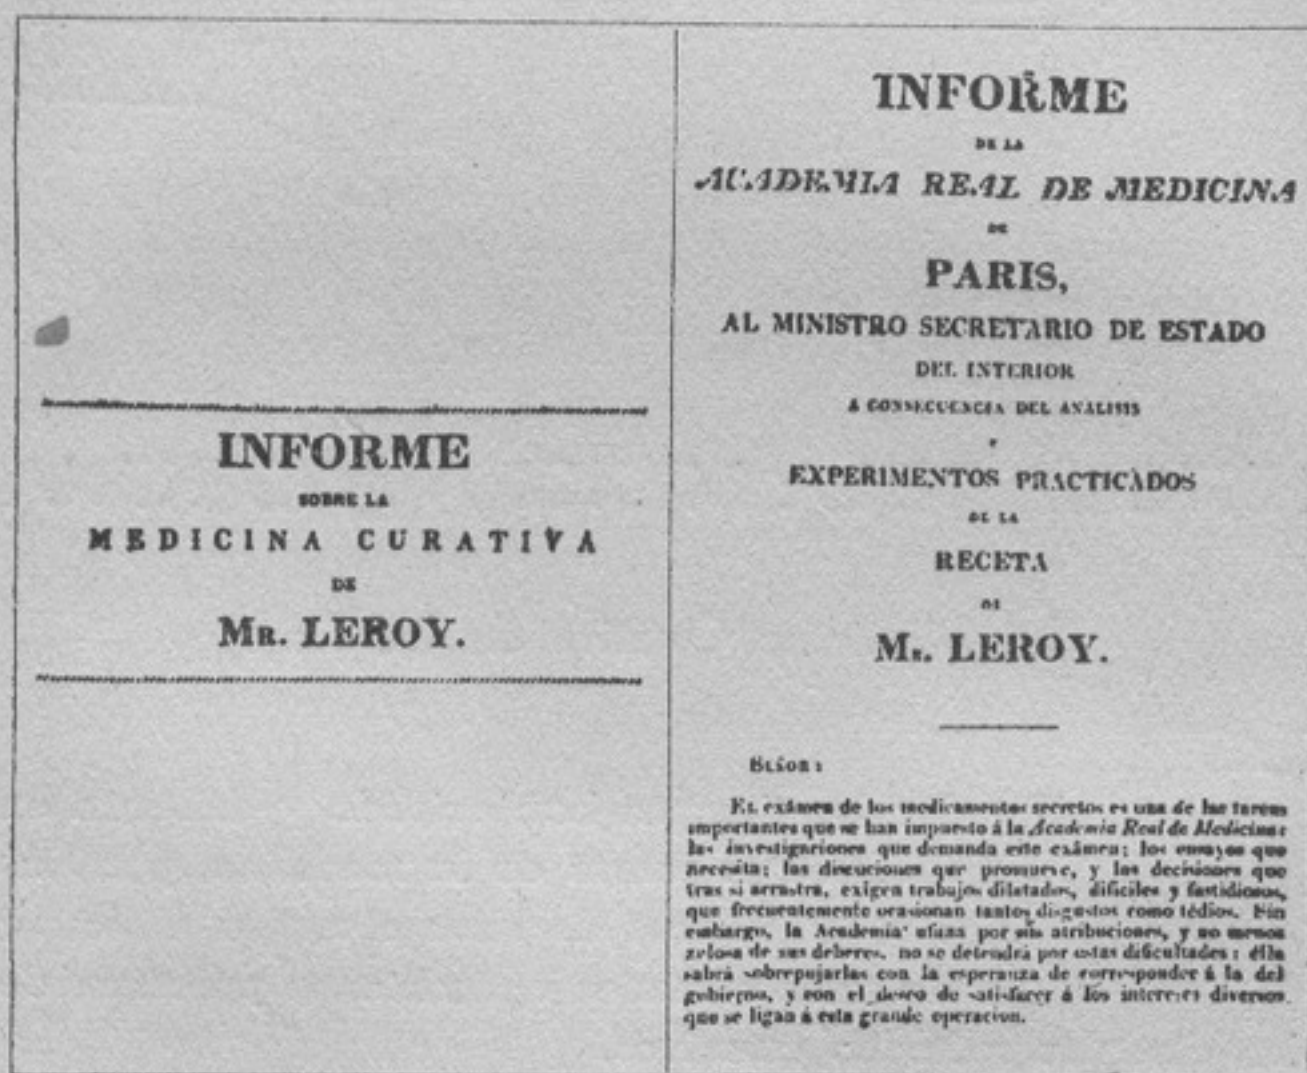 INFORME
SOBRE LA
MEDICINA CURATIVA
DE
MR. LEROY.
INFORME
DE LA
ACADEMIA REAL DE MEDICINA
DE
PARIS,
AL MINISTRO SECRETARIO DE ESTADO
DEL INTERIOR
A CONSECUENCIA DEL ANALISIS
Y
EXPERIMENTOS PRACTICADOS
DE LA
RECETA
DE
MR. LEROY.
SEÑOR:
EL exámen de los medicamentos secretos es una de las tareas
importantes que se han impuesto á la Academia Real de Medicina:
las investigaciones que demanda este exámen; los ensayos que
necesita; las discuciones que promueve, y las decisiones que
tras si arrastra, exigen trabajos dilatados, dificiles y fastidiosos,
que frecuentemente ocasionan tantos disgustos como tédios. Sin
embargo, la Academia ufana por sus atribuciones, y no menos
zelosa de sus deberes, no se detendrá por estas dificultades: élla
sabrá sobrepujarlas con la esperanza de corresponder á la del
gobierno, y con el deseo de satisfacer á los intereses diversos
que se ligan á esta grande operacion.